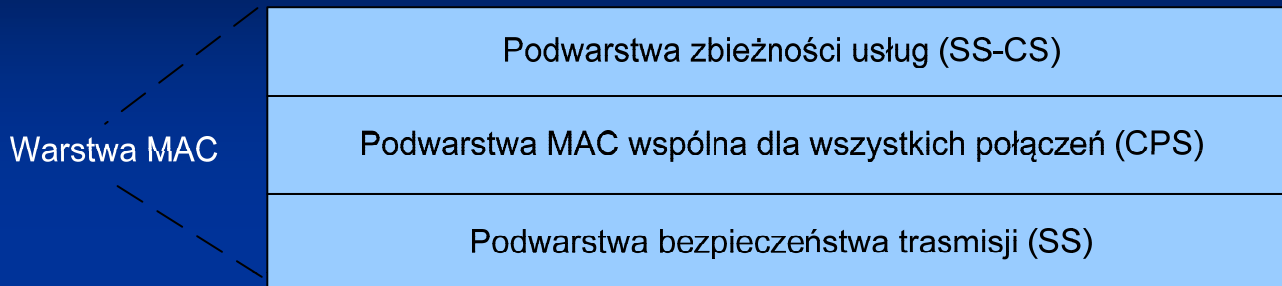 Podwarstwa zbieżności usług (SS-CS)
Warstwa MAC
Podwarstwa MAC wspólna dla wszystkich połączeń (CPS)
Podwarstwa bezpieczeństwa trasmisji (SS)